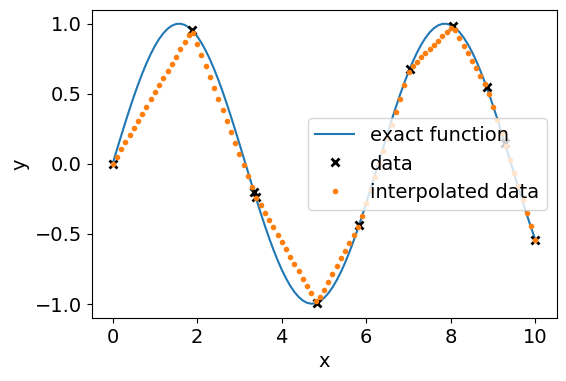 1.0
0.5
0.0
−0.5
−1.0
y
exact function
data
interpolated data
0 2 4 6 8 10
x